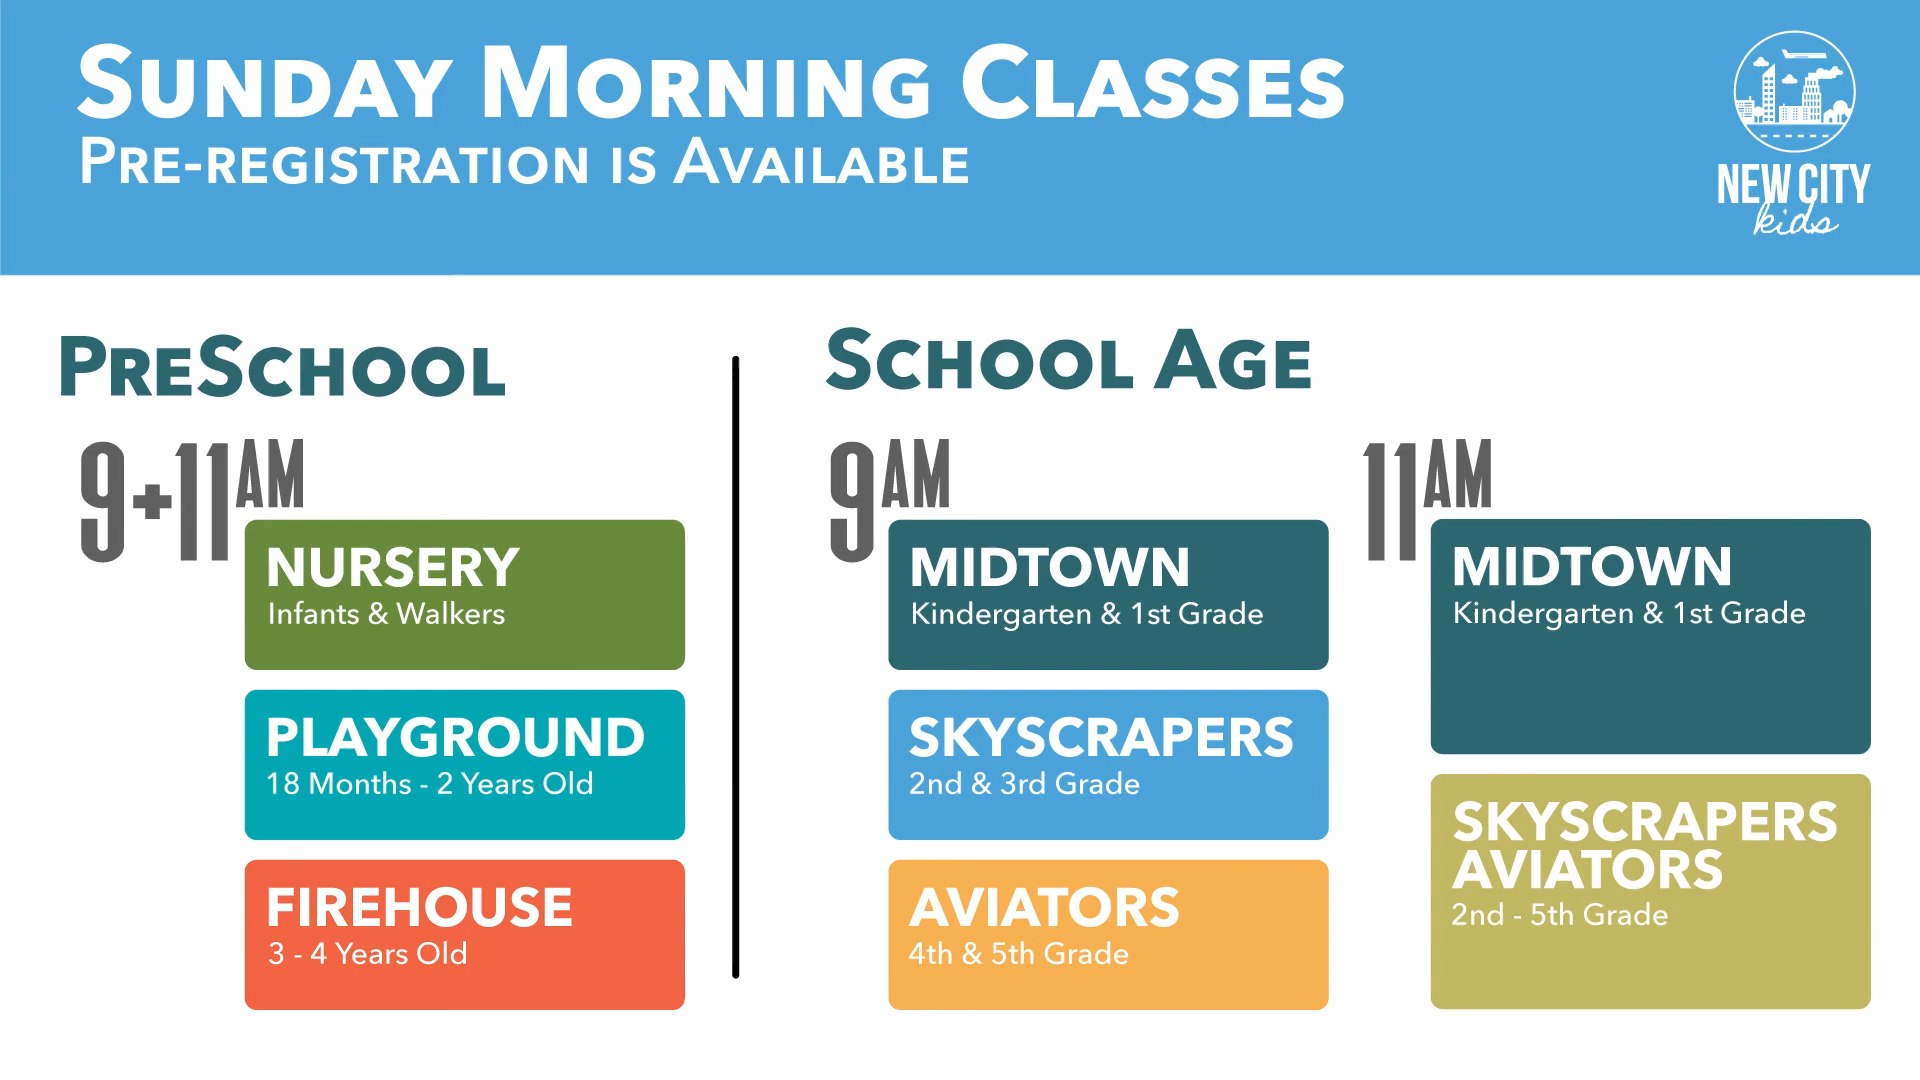 SUNDAY MORNING CLASSES
PRE-REGISTRATION IS AVAILABLE
NEW CITY
kids
PRESCHOOL
9+11AM
NURSERY
Infants & Walkers
PLAYGROUND
18 Months - 2 Years Old
FIREHOUSE
3 - 4 Years Old
SCHOOL AGE
9AM
MIDTOWN
Kindergarten & 1st Grade
SKYSCRAPERS
2nd & 3rd Grade
AVIATORS
4th & 5th Grade
11AM
MIDTOWN
Kindergarten & 1st Grade
SKYSCRAPERS
AVIATORS
2nd - 5th Grade